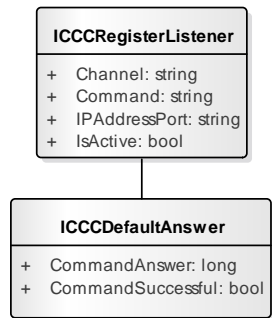 ICCCRegisterListener
+ Channel: string
+ Command: string
+ IPAddressPort: string
+ IsActive: bool
ICCCDefaultAnswer
+ CommandAnswer: long
+ CommandSuccessful: bool